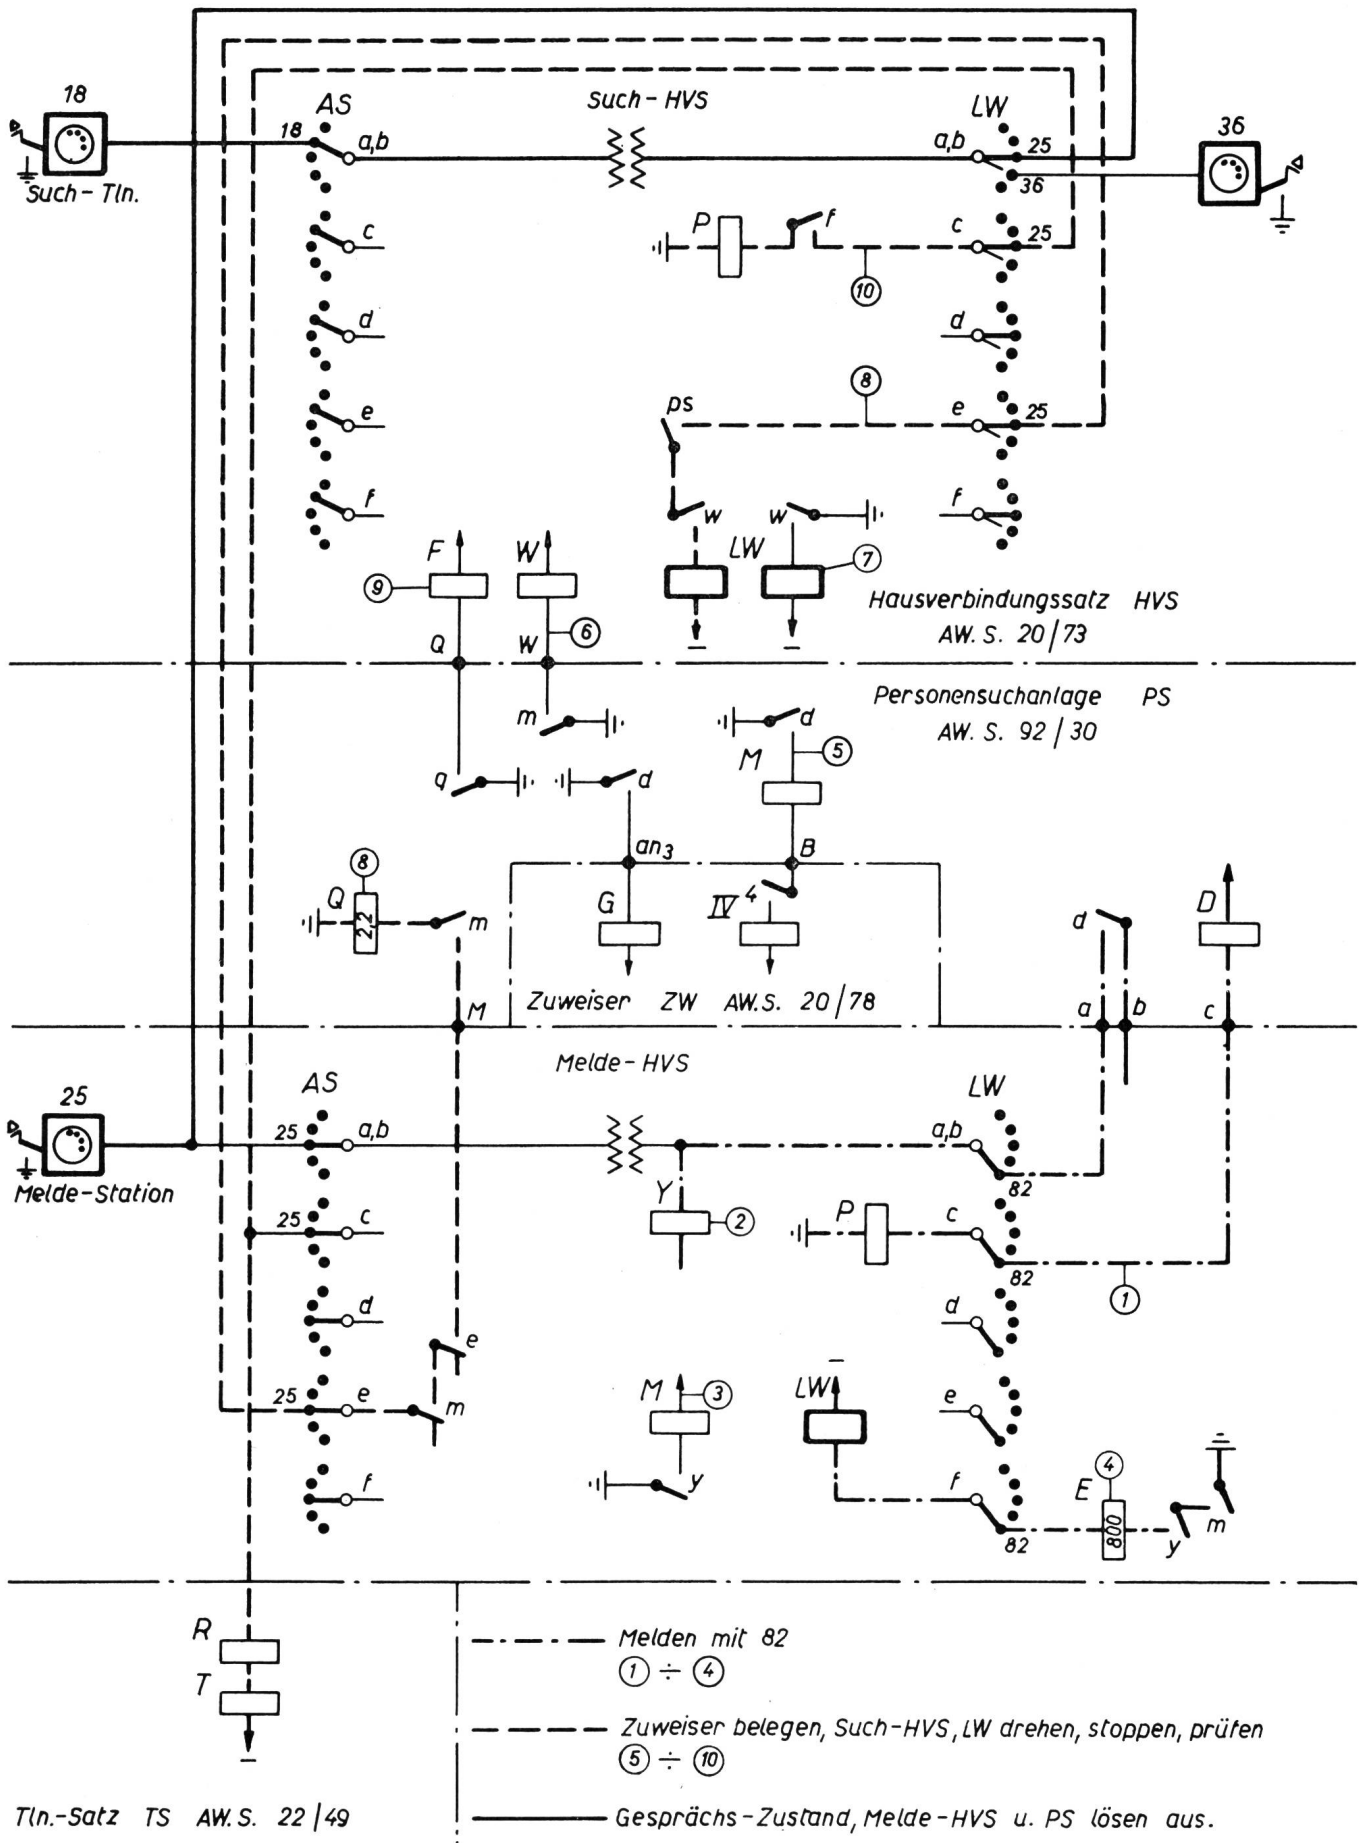 18
AS
Such-HVS
LW
36
18
a,b
a,b
25
36
Such-Tln.
c
P
f
c
25
10
d
d
8
e
ps
e
25
f
w
w
f
F
W
LW
7
9
6
Hausverbindungssatz HVS
AW. S. 20/73
Q
W
Personensuchanlage PS
AW. S. 92/30
m
d
M
5
q
d
an3
B
8
Q
2,2
m
G
IV
4
d
D
Zuweiser ZW AW.S. 20/78
M
a
b
c
Melde-HVS
AS
LW
25
25
a,b
a,b
82
Melde-Station
Y
2
25
c
P
c
82
1
d
d
e
25
e
m
M
3
LW
e
f
y
f
82
4
E
800
y
m
R
T
Melden mit 82
1 ÷ 4
Zuweiser belegen, Such-HVS, LW drehen, stoppen, prüfen
5 ÷ 10
Tln.-Satz TS AW.S. 22/49
Gesprächs-Zustand, Melde-HVS u. PS lösen aus.